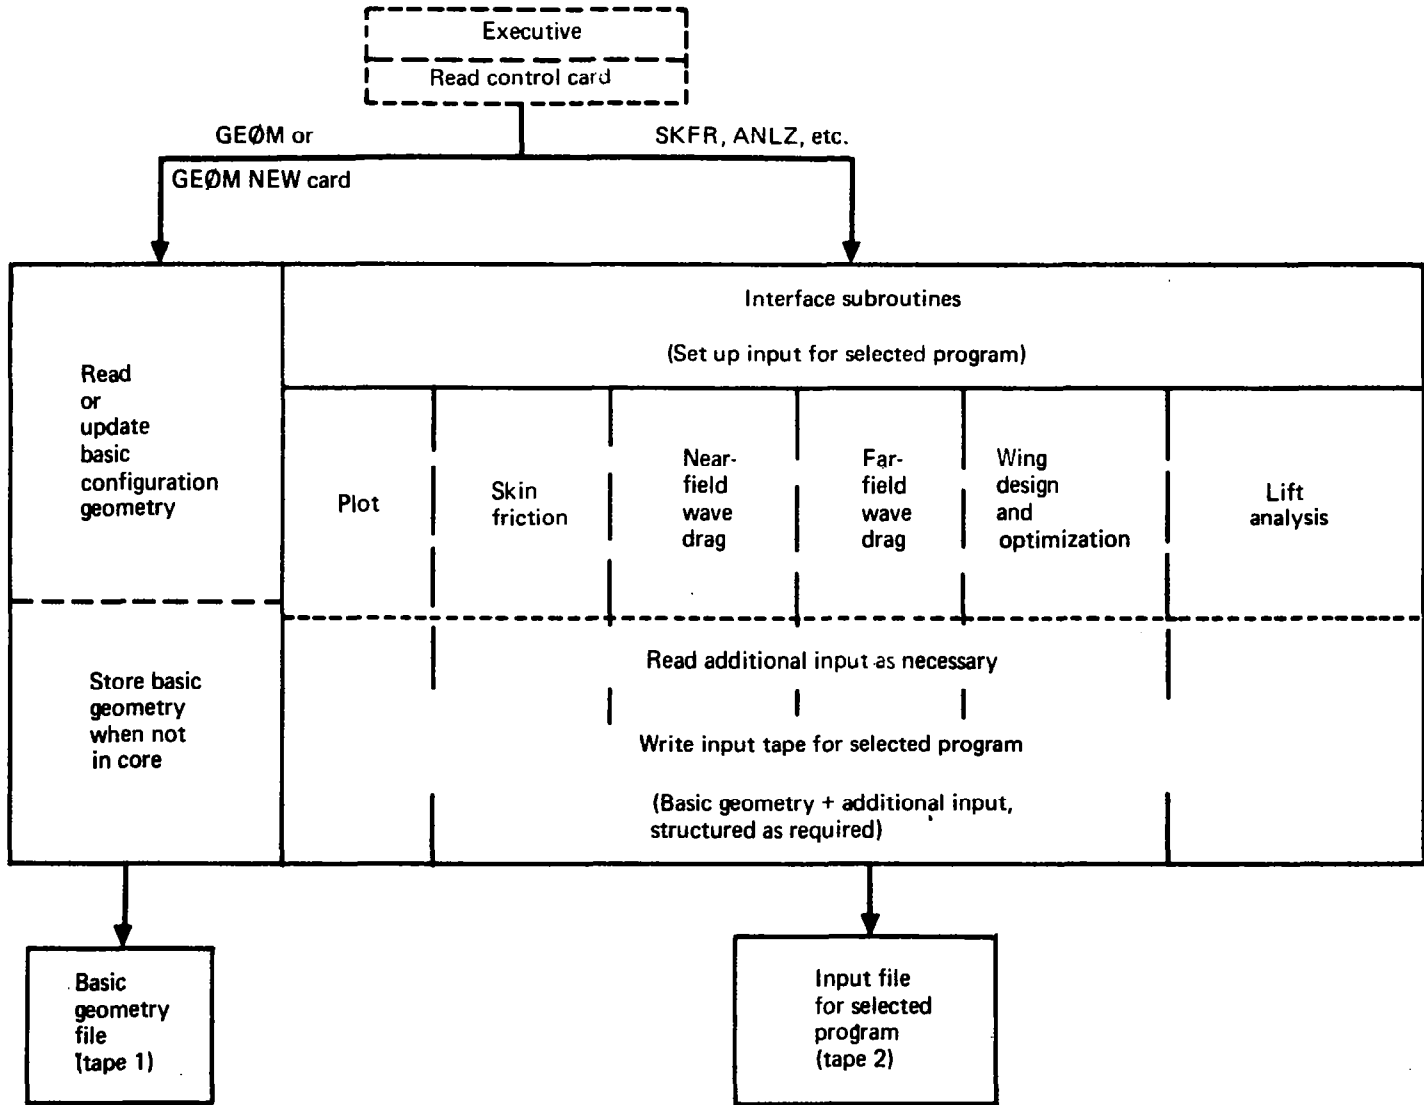 Executive
Read control card
GEØM or
GEØM NEW card
SKFR, ANLZ, etc.
Interface subroutines
(Set up input for selected program)
Read
or
update
basic
configuration
geometry
Plot
Skin
friction
Near-
field
wave
drag
Far-
field
wave
drag
Wing
design
and
optimization
Lift
analysis
Store basic
geometry
when not
in core
Read additional input as necessary
Write input tape for selected program
(Basic geometry + additional input,
structured as required)
Basic
geometry
file
(tape 1)
Input file
for selected
program
(tape 2)